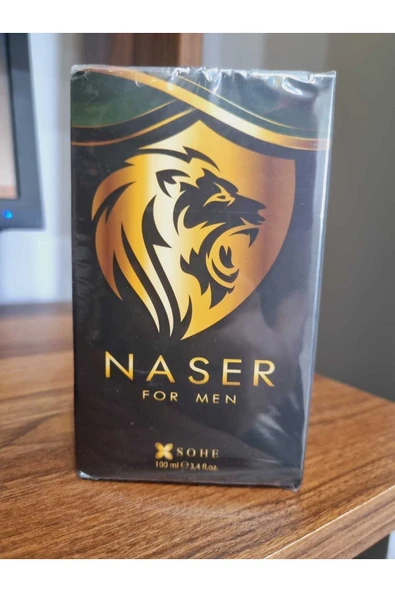 NASER
FOR MEN
SOHE
100 ml ℮ 3,4 fl.oz.